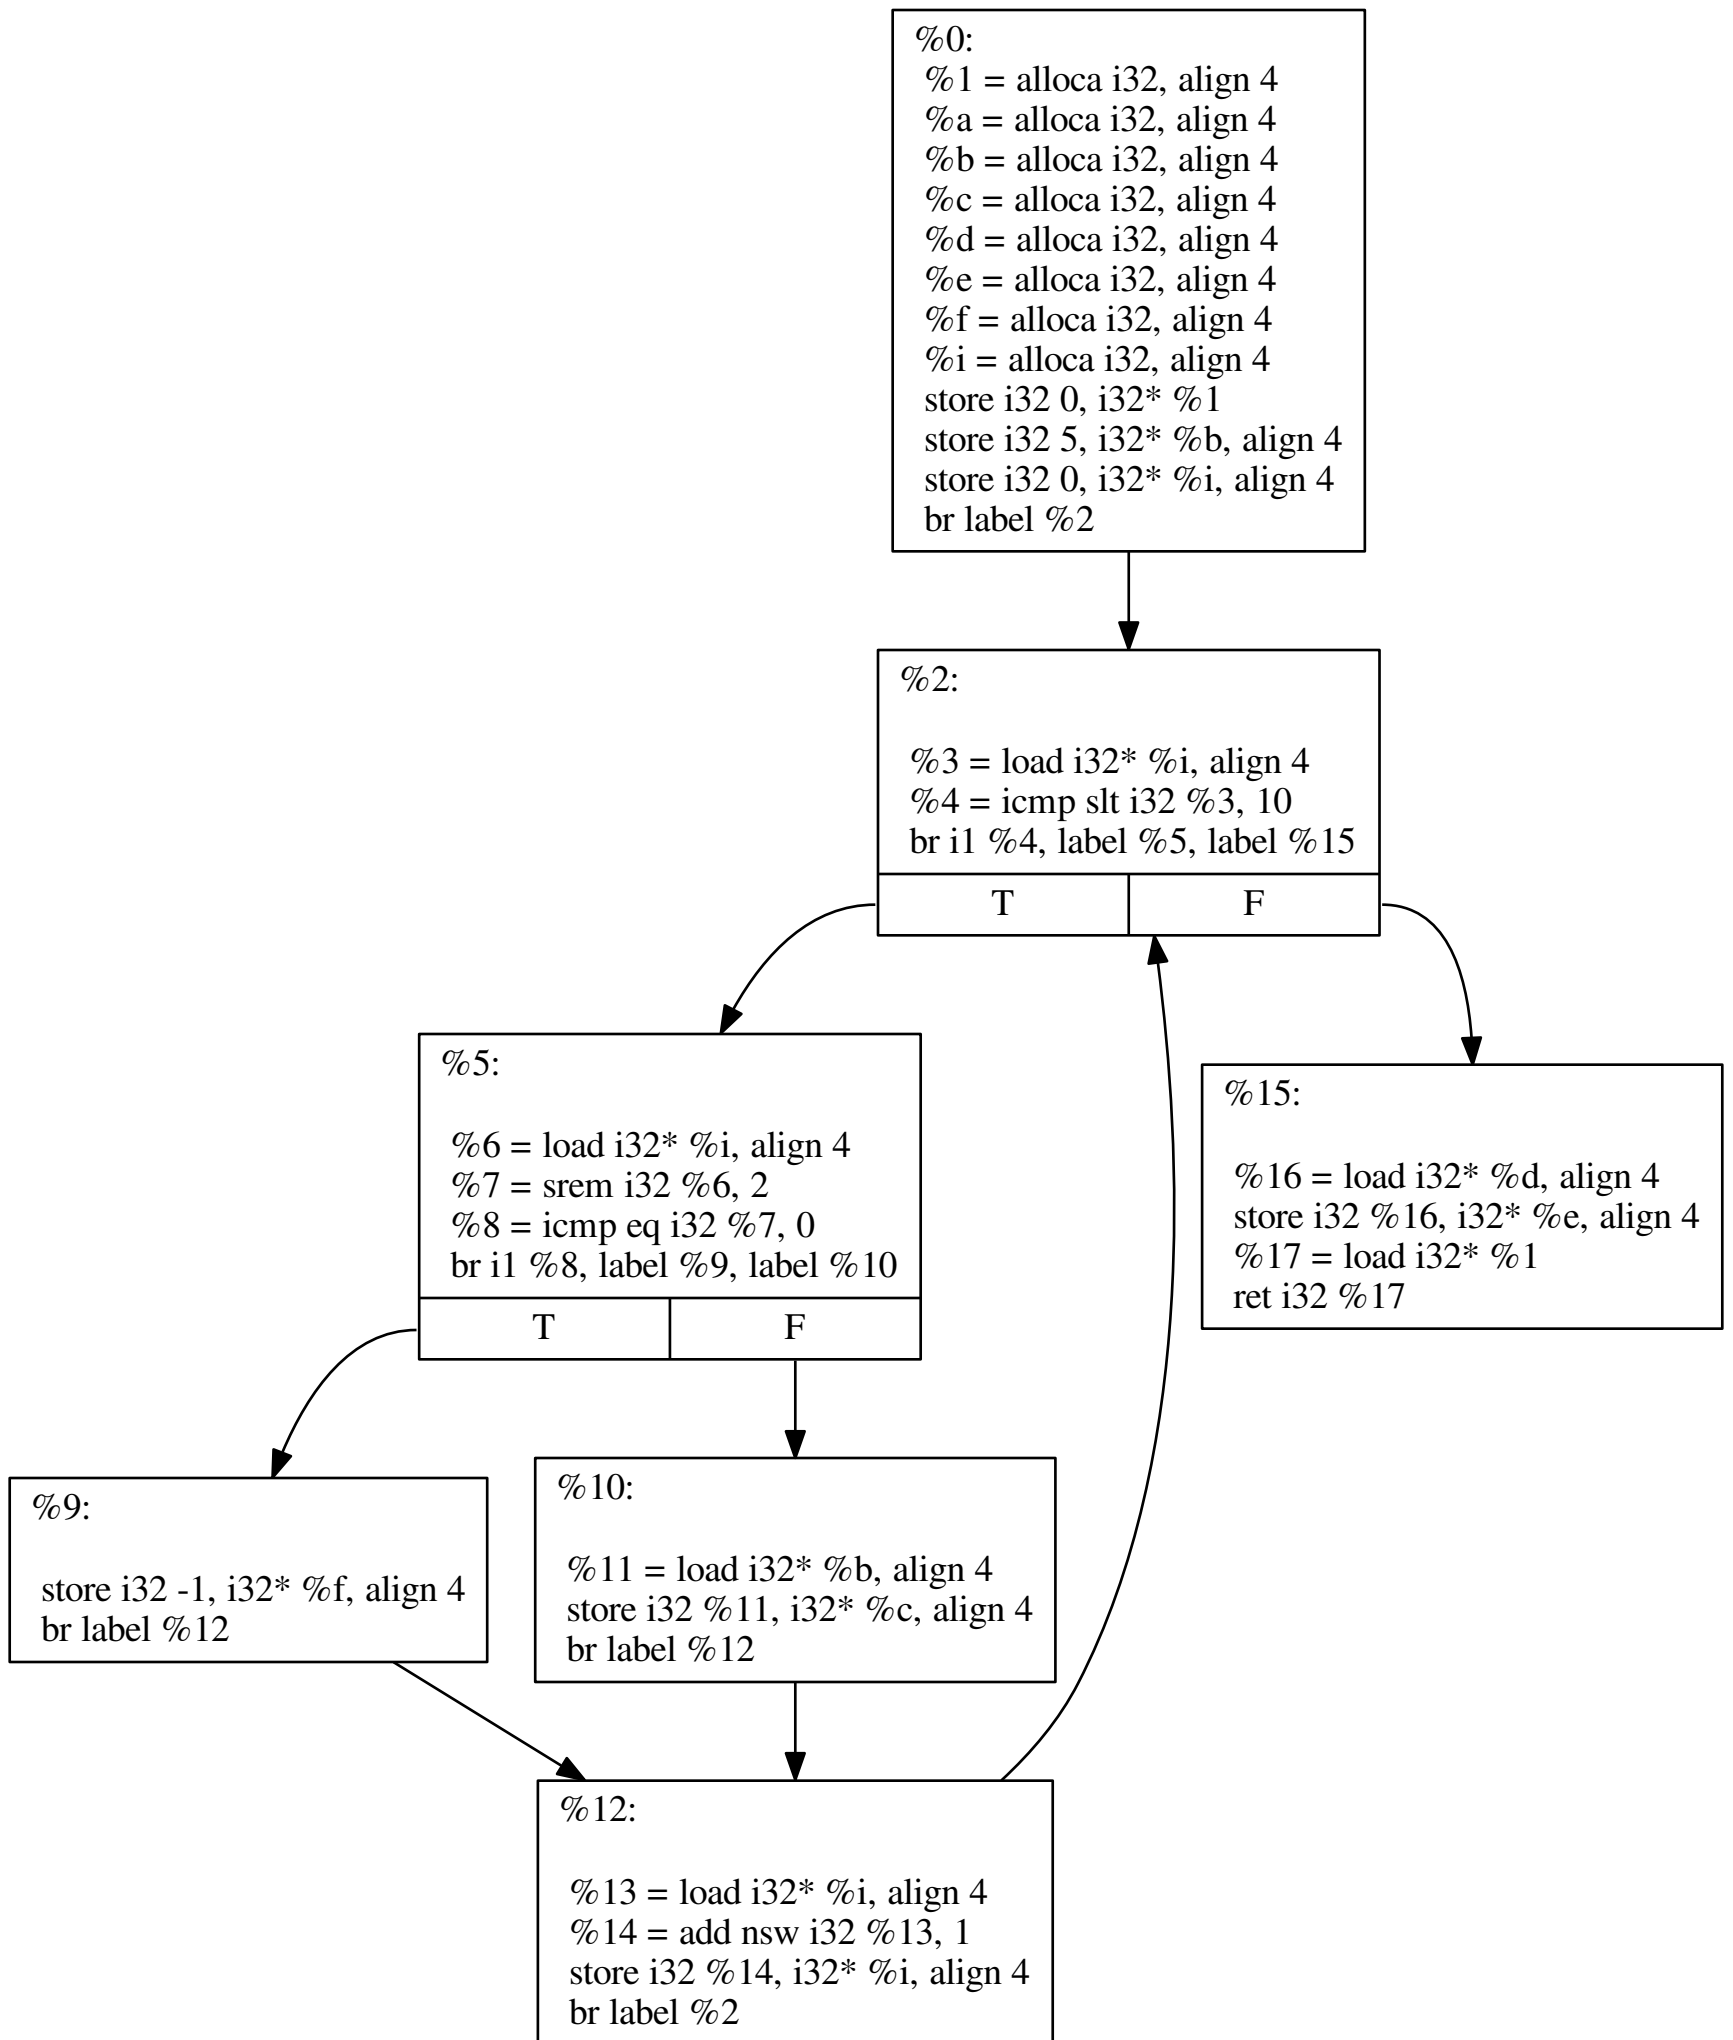 %0:
%1 = alloca i32, align 4
%a = alloca i32, align 4
%b = alloca i32, align 4
%c = alloca i32, align 4
%d = alloca i32, align 4
%e = alloca i32, align 4
%f = alloca i32, align 4
%i = alloca i32, align 4
store i32 0, i32* %1
store i32 5, i32* %b, align 4
store i32 0, i32* %i, align 4
br label %2
%2:
%3 = load i32* %i, align 4
%4 = icmp slt i32 %3, 10
br i1 %4, label %5, label %15
T F
%5:
%6 = load i32* %i, align 4
%7 = srem i32 %6, 2
%8 = icmp eq i32 %7, 0
br i1 %8, label %9, label %10
T F
%15:
%16 = load i32* %d, align 4
store i32 %16, i32* %e, align 4
%17 = load i32* %1
ret i32 %17
%9:
store i32 -1, i32* %f, align 4
br label %12
%10:
%11 = load i32* %b, align 4
store i32 %11, i32* %c, align 4
br label %12
%12:
%13 = load i32* %i, align 4
%14 = add nsw i32 %13, 1
store i32 %14, i32* %i, align 4
br label %2